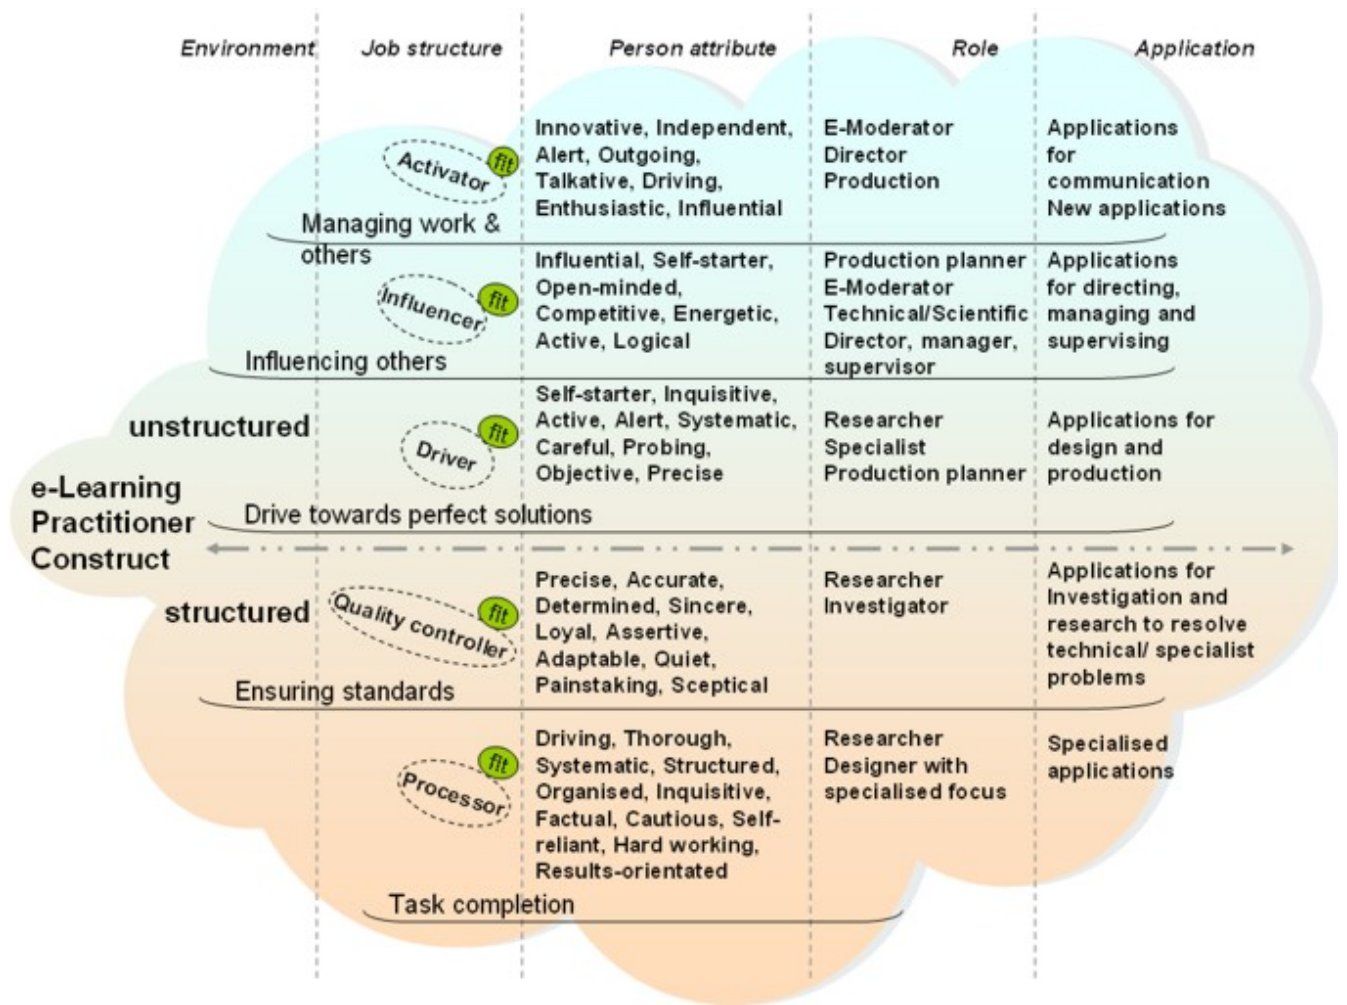 Environment
Job structure
Person attribute
Role
Application
Activator
fit
Innovative, Independent,
Alert, Outgoing,
Talkative, Driving,
Enthusiastic, Influential
E-Moderator
Director
Production
Applications
for
communication
New applications
Managing work &
others
Influencer
fit
Influential, Self-starter,
Open-minded,
Competitive, Energetic,
Active, Logical
Production planner
E-Moderator
Technical/Scientific
Director, manager,
supervisor
Applications
for directing,
managing and
supervising
Influencing others
unstructured
Driver
fit
Self-starter, Inquisitive,
Active, Alert, Systematic,
Careful, Probing,
Objective, Precise
Researcher
Specialist
Production planner
Applications for
design and
production
Drive towards perfect solutions
e-Learning
Practitioner
Construct
structured
Quality controller
fit
Precise, Accurate,
Determined, Sincere,
Loyal, Assertive,
Adaptable, Quiet,
Painstaking, Sceptical
Researcher
Investigator
Applications for
Investigation and
research to resolve
technical/ specialist
problems
Ensuring standards
Processor
fit
Driving, Thorough,
Systematic, Structured,
Organised, Inquisitive,
Factual, Cautious, Self-
reliant, Hard working,
Results-orientated
Researcher
Designer with
specialised focus
Specialised
applications
Task completion